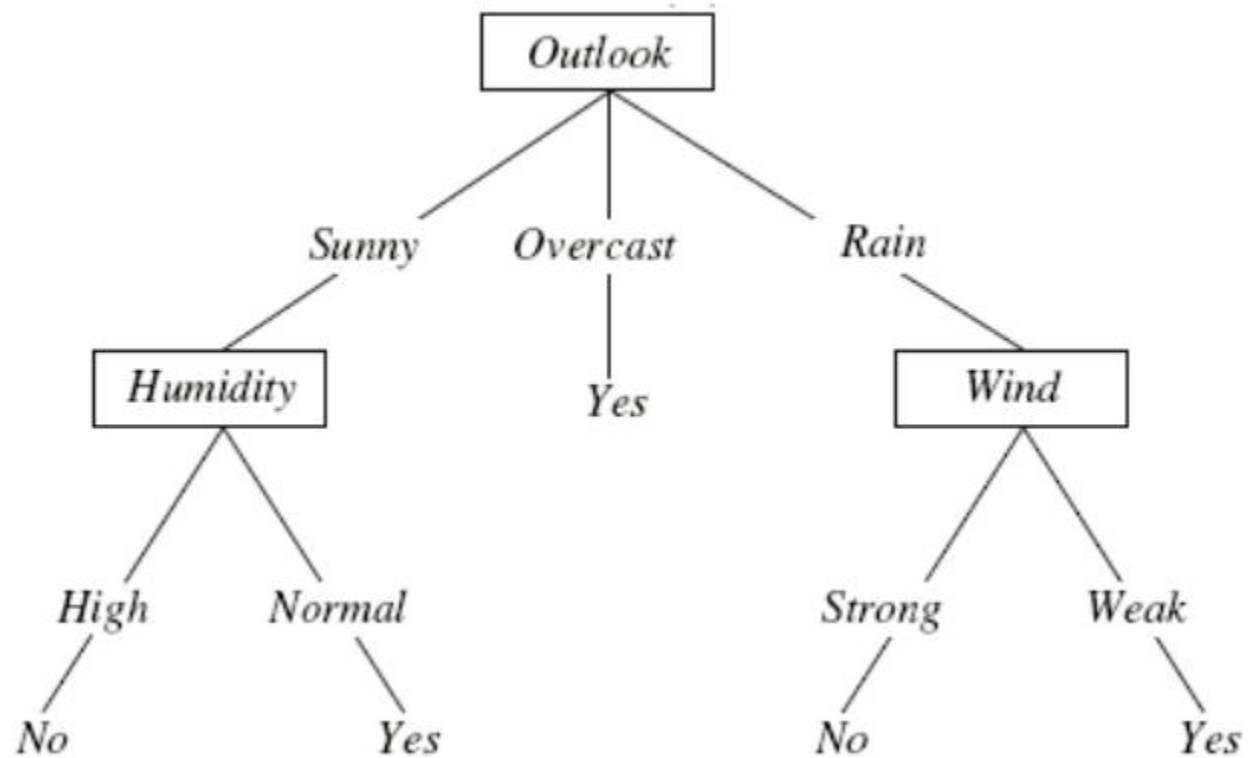 Outlook
Sunny Overcast Rain
Humidity Yes Wind
High Normal Strong Weak
No Yes No Yes